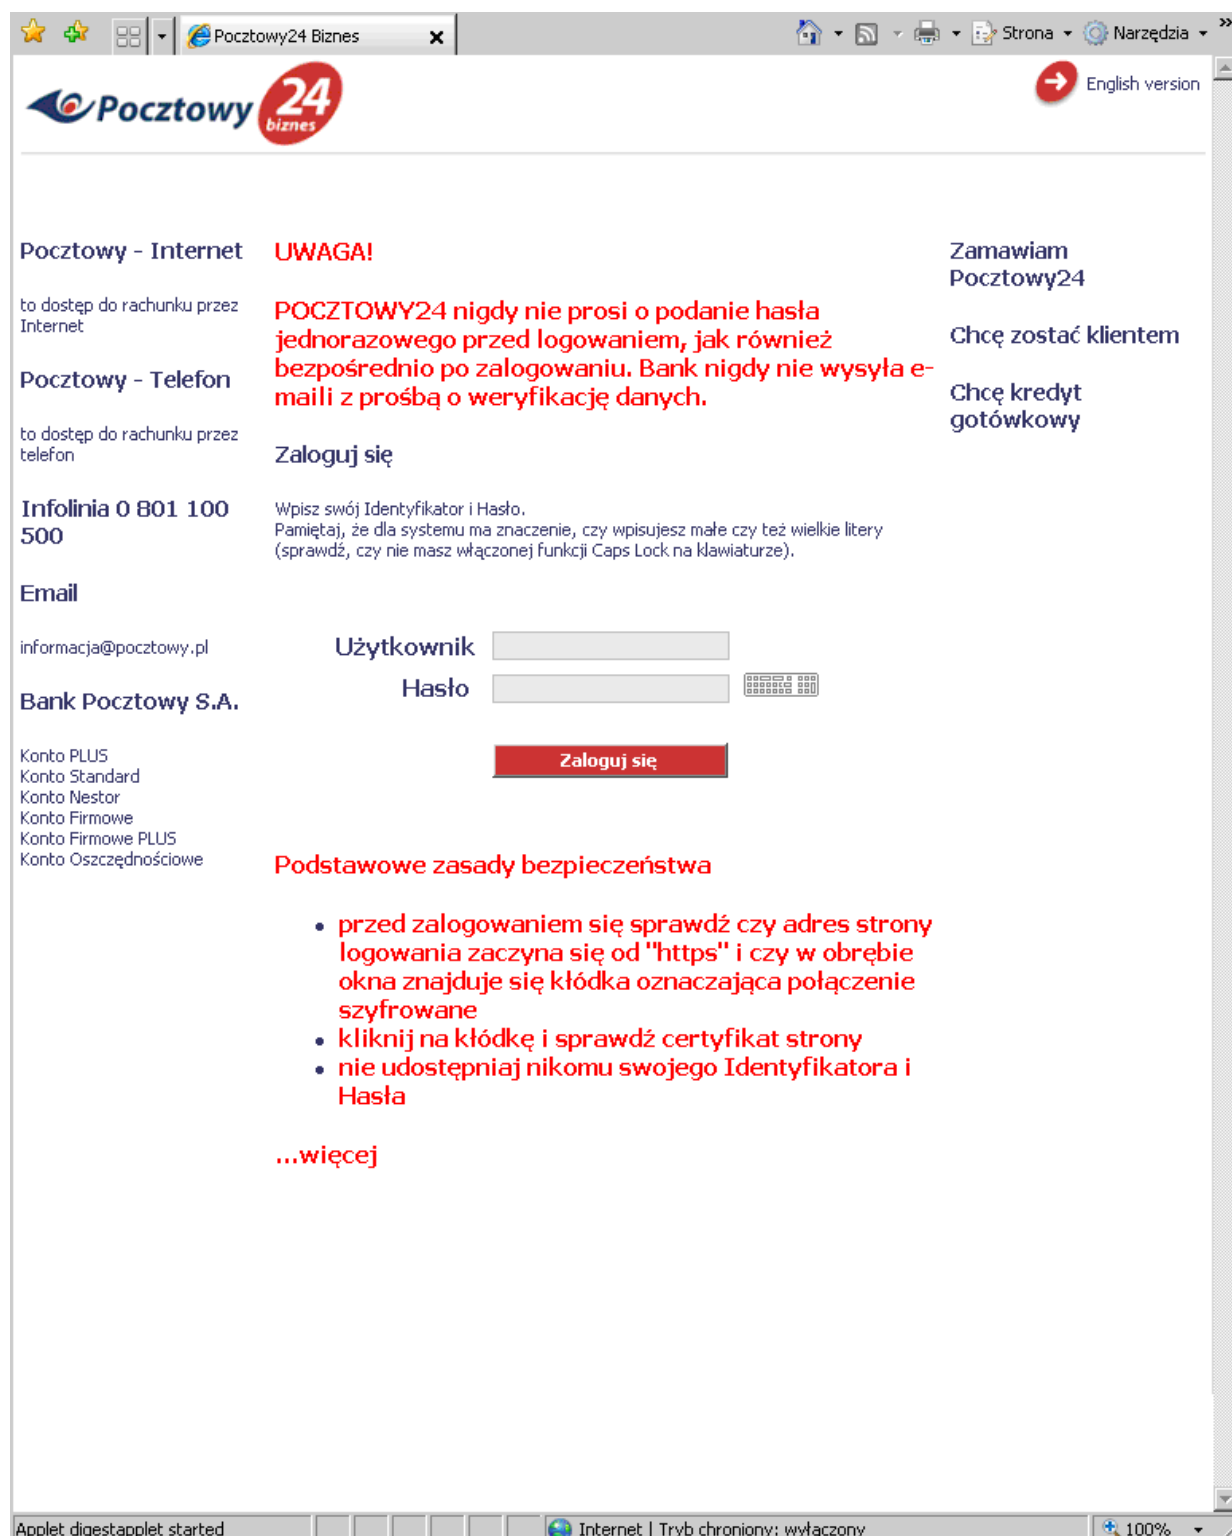 Pocztowy24 Biznes
Strona
Narzędzia
Pocztowy 24
biznes
English version
Pocztowy - Internet
to dostęp do rachunku przez
Internet
Pocztowy - Telefon
to dostęp do rachunku przez
telefon
Infolinia 0 801 100
500
Email
informacja@pocztowy.pl
Bank Pocztowy S.A.
Konto PLUS
Konto Standard
Konto Nestor
Konto Firmowe
Konto Firmowe PLUS
Konto Oszczędnościowe
UWAGA!
POCZTOWY24 nigdy nie prosi o podanie hasła
jednorazowego przed logowaniem, jak również
bezpośrednio po zalogowaniu. Bank nigdy nie wysyła e-
maili z prośbą o weryfikację danych.
Zaloguj się
Wpisz swój Identyfikator i Hasło.
Pamiętaj, że dla systemu ma znaczenie, czy wpisujesz małe czy też wielkie litery
(sprawdź, czy nie masz włączonej funkcji Caps Lock na klawiaturze).
Użytkownik
Hasło
Zaloguj się
Podstawowe zasady bezpieczeństwa
• przed zalogowaniem się sprawdź czy adres strony
logowania zaczyna się od "https" i czy w obrębie
okna znajduje się kłódka oznaczająca połączenie
szyfrowane
• kliknij na kłódkę i sprawdź certyfikat strony
• nie udostępniaj nikomu swojego Identyfikatora i
Hasła
...więcej
Zamawiam
Pocztowy24
Chcę zostać klientem
Chcę kredyt
gotówkowy
Applet digestapplet started
Internet | Tryb chroniony: wyłączony
100%